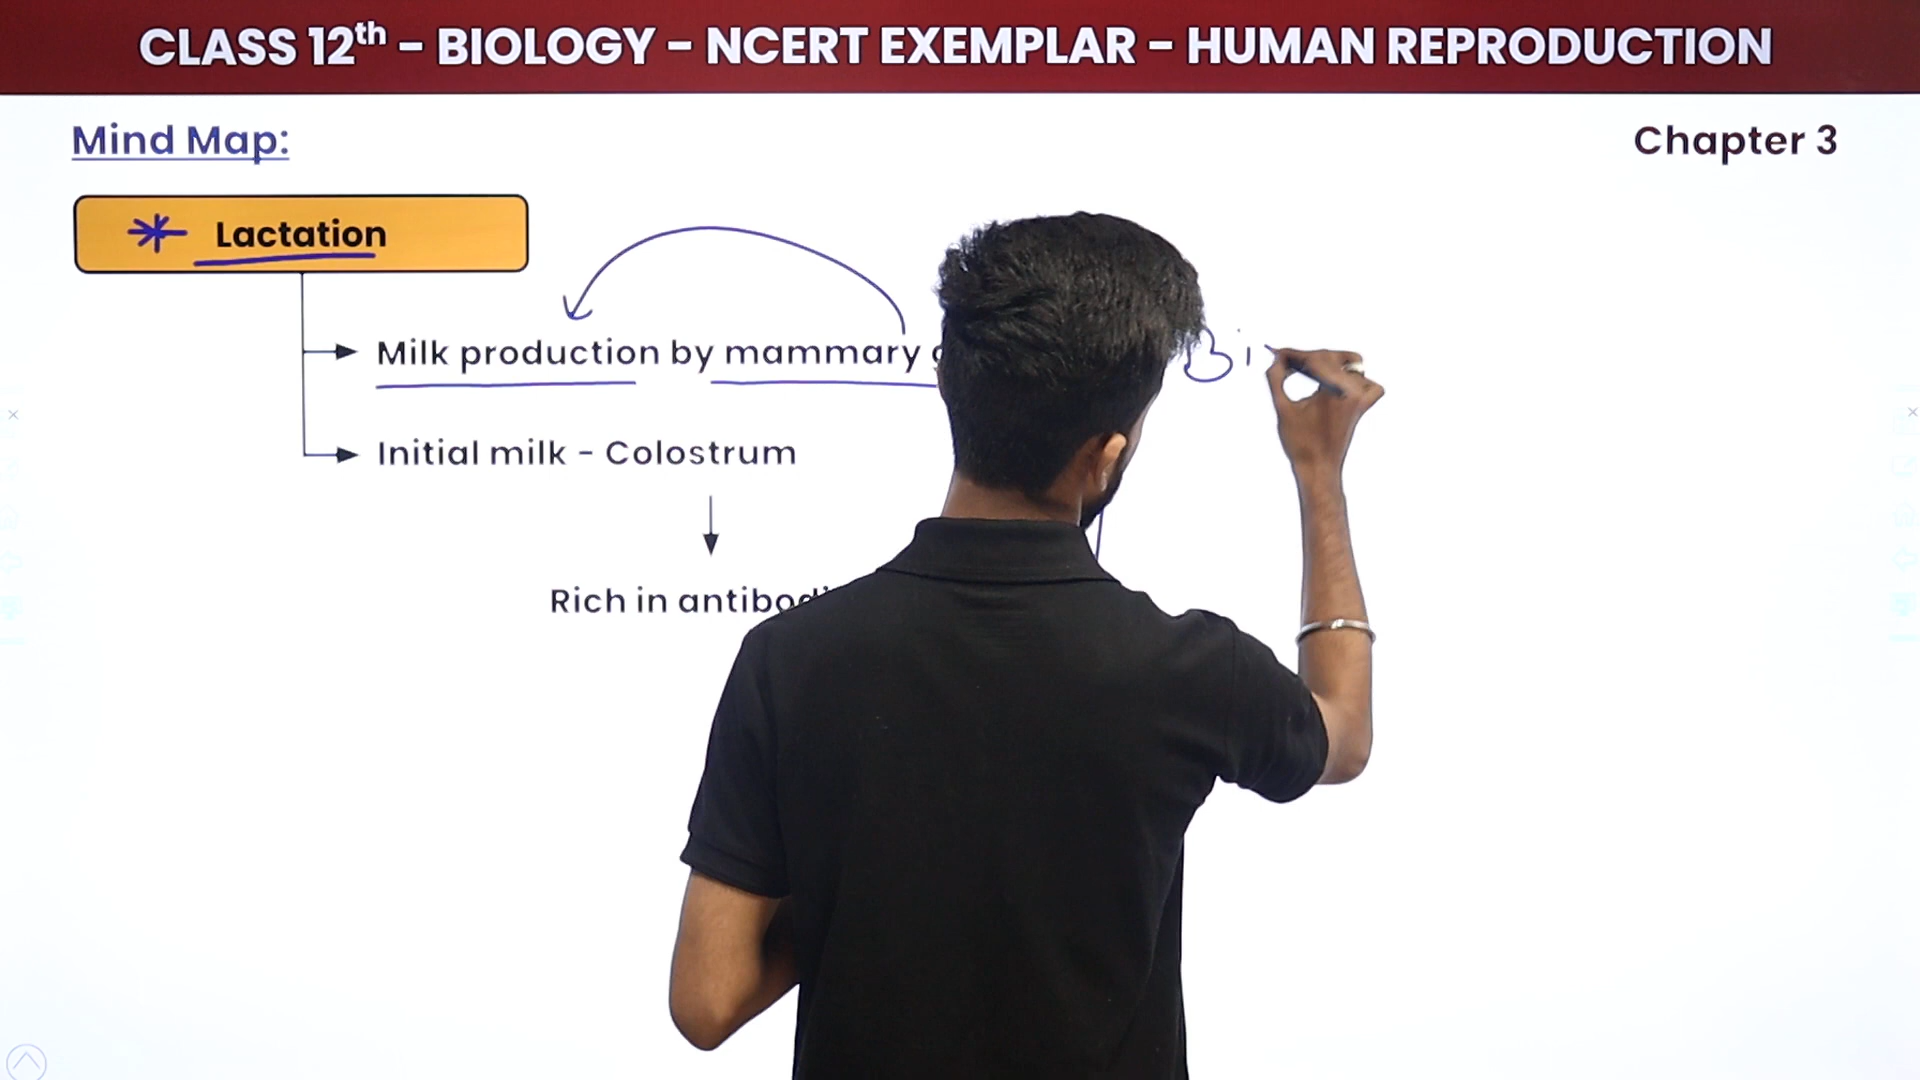 CLASS 12th – BIOLOGY – NCERT EXEMPLAR – HUMAN REPRODUCTION
Mind Map:
Chapter 3
Lactation
Milk production by mammary
Bi
Initial milk – Colostrum
Rich in